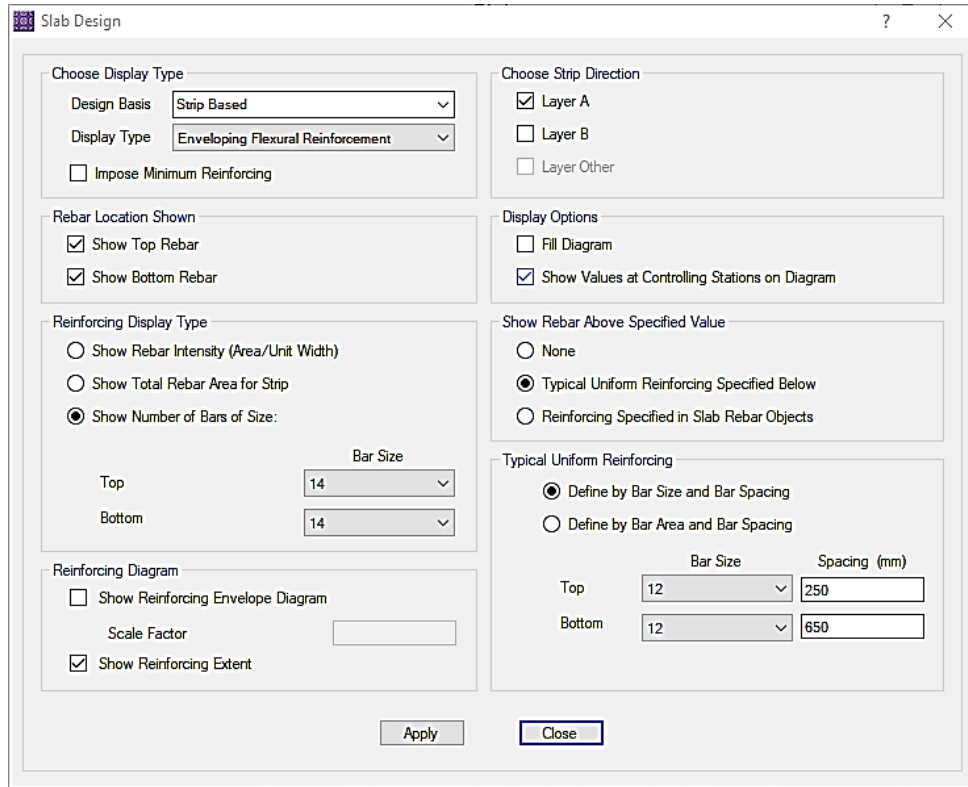 Slab Design
Choose Display Type
Design Basis Strip Based
Display Type Enveloping Flexural Reinforcement
Impose Minimum Reinforcing
Rebar Location Shown
Show Top Rebar
Show Bottom Rebar
Reinforcing Display Type
Show Rebar Intensity (Area/Unit Width)
Show Total Rebar Area for Strip
Show Number of Bars of Size:
Bar Size
Top 14
Bottom 14
Reinforcing Diagram
Show Reinforcing Envelope Diagram
Scale Factor
Show Reinforcing Extent
Choose Strip Direction
Layer A
Layer B
Layer Other
Display Options
Fill Diagram
Show Values at Controlling Stations on Diagram
Show Rebar Above Specified Value
None
Typical Uniform Reinforcing Specified Below
Reinforcing Specified in Slab Rebar Objects
Typical Uniform Reinforcing
Define by Bar Size and Bar Spacing
Define by Bar Area and Bar Spacing
Bar Size Spacing (mm)
Top 12 250
Bottom 12 650
Apply Close